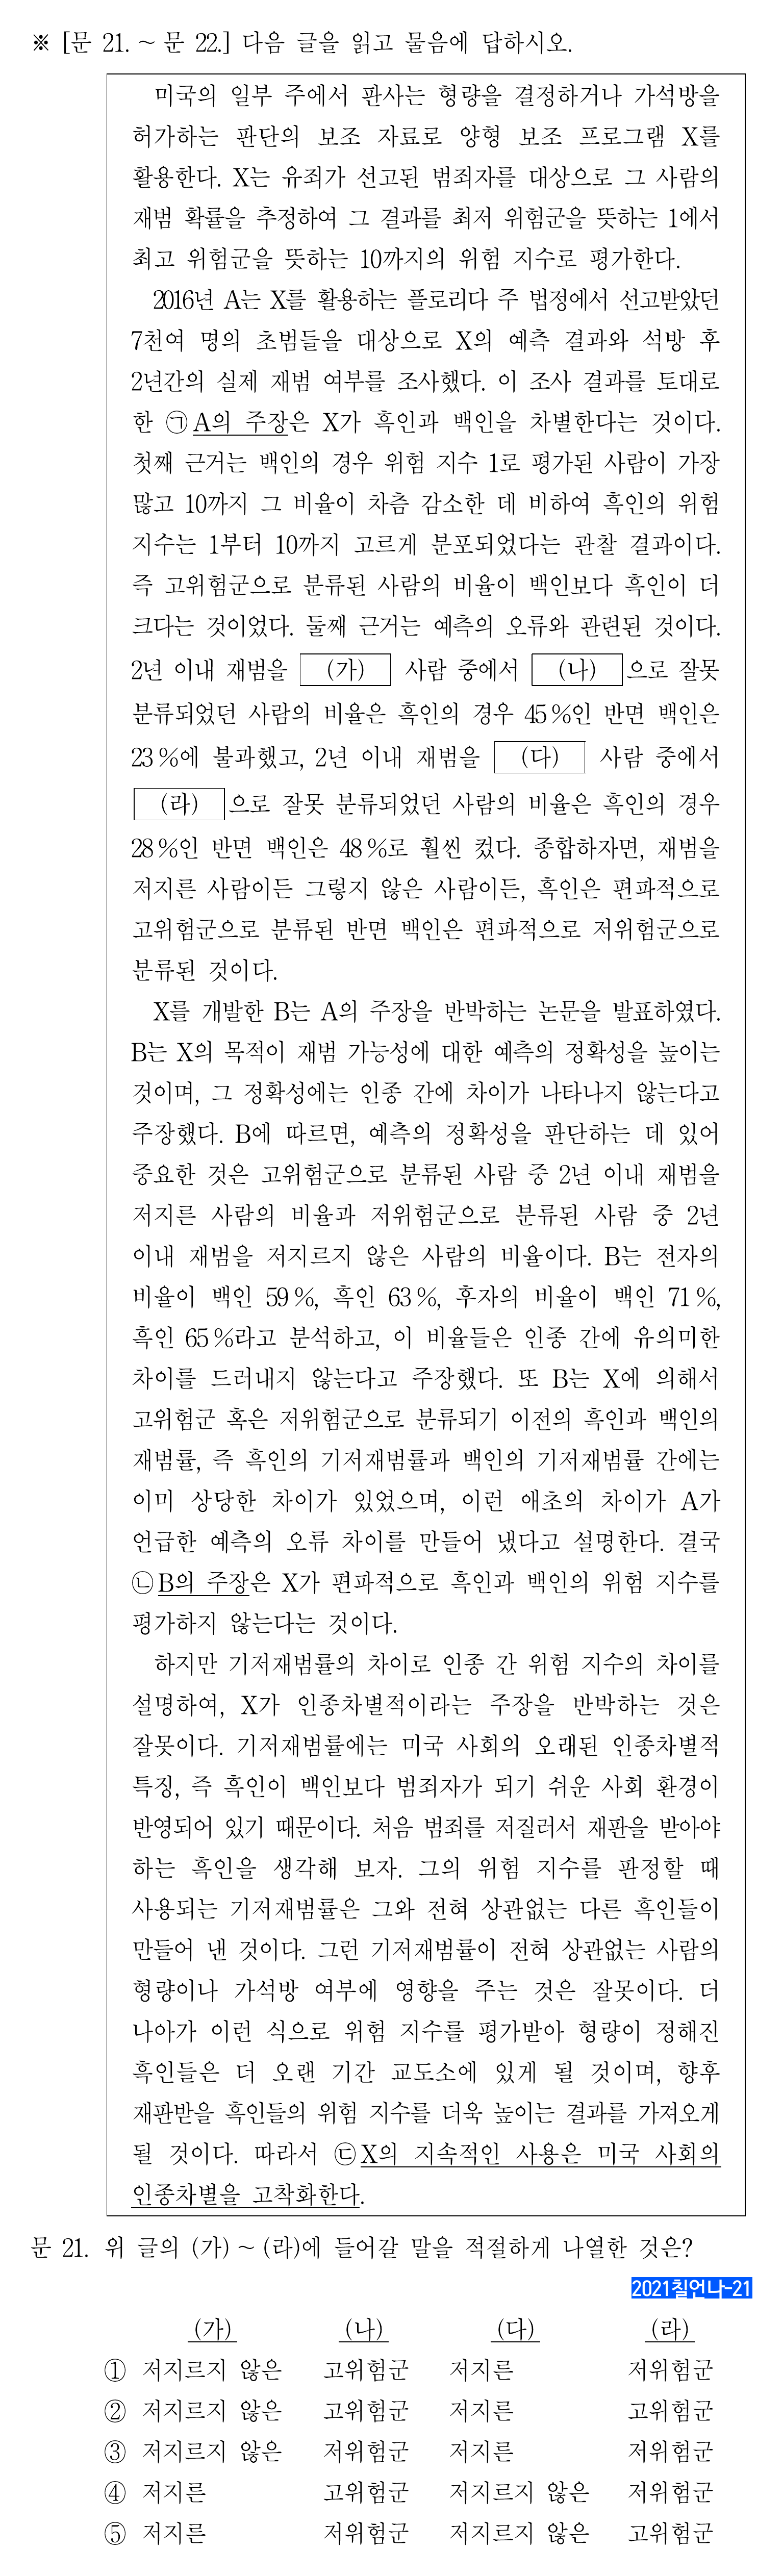 ※ [문 21. ~ 문 22.] 다음 글을 읽고 물음에 답하시오.
미국의 일부 주에서 판사는 형량을 결정하거나 가석방을
허가하는 판단의 보조 자료로 양형 보조 프로그램 X를
활용한다. X는 유죄가 선고된 범죄자를 대상으로 그 사람의
재범 확률을 추정하여 그 결과를 최저 위험군을 뜻하는 1에서
최고 위험군을 뜻하는 10까지의 위험 지수로 평가한다.
2016년 A는 X를 활용하는 플로리다 주 법정에서 선고받았던
7천여 명의 초범들을 대상으로 X의 예측 결과와 석방 후
2년간의 실제 재범 여부를 조사했다. 이 조사 결과를 토대로
한 ㉠A의 주장은 X가 흑인과 백인을 차별한다는 것이다.
첫째 근거는 백인의 경우 위험 지수 1로 평가된 사람이 가장
많고 10까지 그 비율이 차츰 감소한 데 비하여 흑인의 위험
지수는 1부터 10까지 고르게 분포되었다는 관찰 결과이다.
즉 고위험군으로 분류된 사람의 비율이 백인보다 흑인이 더
크다는 것이었다. 둘째 근거는 예측의 오류와 관련된 것이다.
2년 이내 재범을 (가) 사람 중에서 (나) 으로 잘못
분류되었던 사람의 비율은 흑인의 경우 45%인 반면 백인은
23%에 불과했고, 2년 이내 재범을 (다) 사람 중에서
(라) 으로 잘못 분류되었던 사람의 비율은 흑인의 경우
28%인 반면 백인은 48%로 훨씬 컸다. 종합하자면, 재범을
저지른 사람이든 그렇지 않은 사람이든, 흑인은 편파적으로
고위험군으로 분류된 반면 백인은 편파적으로 저위험군으로
분류된 것이다.
X를 개발한 B는 A의 주장을 반박하는 논문을 발표하였다.
B는 X의 목적이 재범 가능성에 대한 예측의 정확성을 높이는
것이며, 그 정확성에는 인종 간에 차이가 나타나지 않는다고
주장했다. B에 따르면, 예측의 정확성을 판단하는 데 있어
중요한 것은 고위험군으로 분류된 사람 중 2년 이내 재범을
저지른 사람의 비율과 저위험군으로 분류된 사람 중 2년
이내 재범을 저지르지 않은 사람의 비율이다. B는 전자의
비율이 백인 59%, 흑인 63%, 후자의 비율이 백인 71%,
흑인 65%라고 분석하고, 이 비율들은 인종 간에 유의미한
차이를 드러내지 않는다고 주장했다. 또 B는 X에 의해서
고위험군 혹은 저위험군으로 분류되기 이전의 흑인과 백인의
재범률, 즉 흑인의 기저재범률과 백인의 기저재범률 간에는
이미 상당한 차이가 있었으며, 이런 애초의 차이가 A가
언급한 예측의 오류 차이를 만들어 냈다고 설명한다. 결국
㉡B의 주장은 X가 편파적으로 흑인과 백인의 위험 지수를
평가하지 않는다는 것이다.
하지만 기저재범률의 차이로 인종 간 위험 지수의 차이를
설명하여, X가 인종차별적이라는 주장을 반박하는 것은
잘못이다. 기저재범률에는 미국 사회의 오래된 인종차별적
특징, 즉 흑인이 백인보다 범죄자가 되기 쉬운 사회 환경이
반영되어 있기 때문이다. 처음 범죄를 저질러서 재판을 받아야
하는 흑인을 생각해 보자. 그의 위험 지수를 판정할 때
사용되는 기저재범률은 그와 전혀 상관없는 다른 흑인들이
만들어 낸 것이다. 그런 기저재범률이 전혀 상관없는 사람의
형량이나 가석방 여부에 영향을 주는 것은 잘못이다. 더
나아가 이런 식으로 위험 지수를 평가받아 형량이 정해진
흑인들은 더 오랜 기간 교도소에 있게 될 것이며, 향후
재판받을 흑인들의 위험 지수를 더욱 높이는 결과를 가져오게
될 것이다. 따라서 ㉢X의 지속적인 사용은 미국 사회의
인종차별을 고착화한다.
문 21. 위 글의 (가) ~ (라)에 들어갈 말을 적절하게 나열한 것은?
2021칠언나-21
(가) (나) (다) (라)
① 저지르지 않은 고위험군 저지른 저위험군
② 저지르지 않은 고위험군 저지른 고위험군
③ 저지르지 않은 저위험군 저지른 저위험군
④ 저지른 고위험군 저지르지 않은 저위험군
⑤ 저지른 저위험군 저지르지 않은 고위험군